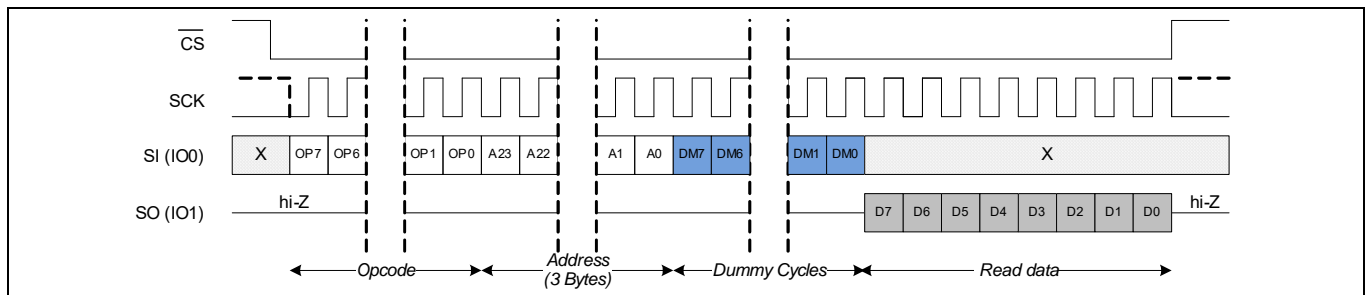 CS
SCK
SI (IO0) X OP7 OP6 OP1 OP0 A23 A22 A1 A0 DM7 DM6 DM1 DM0 X
SO (IO1) hi-Z D7 D6 D5 D4 D3 D2 D1 D0 hi-Z
Opcode Address (3 Bytes) Dummy Cycles Read data